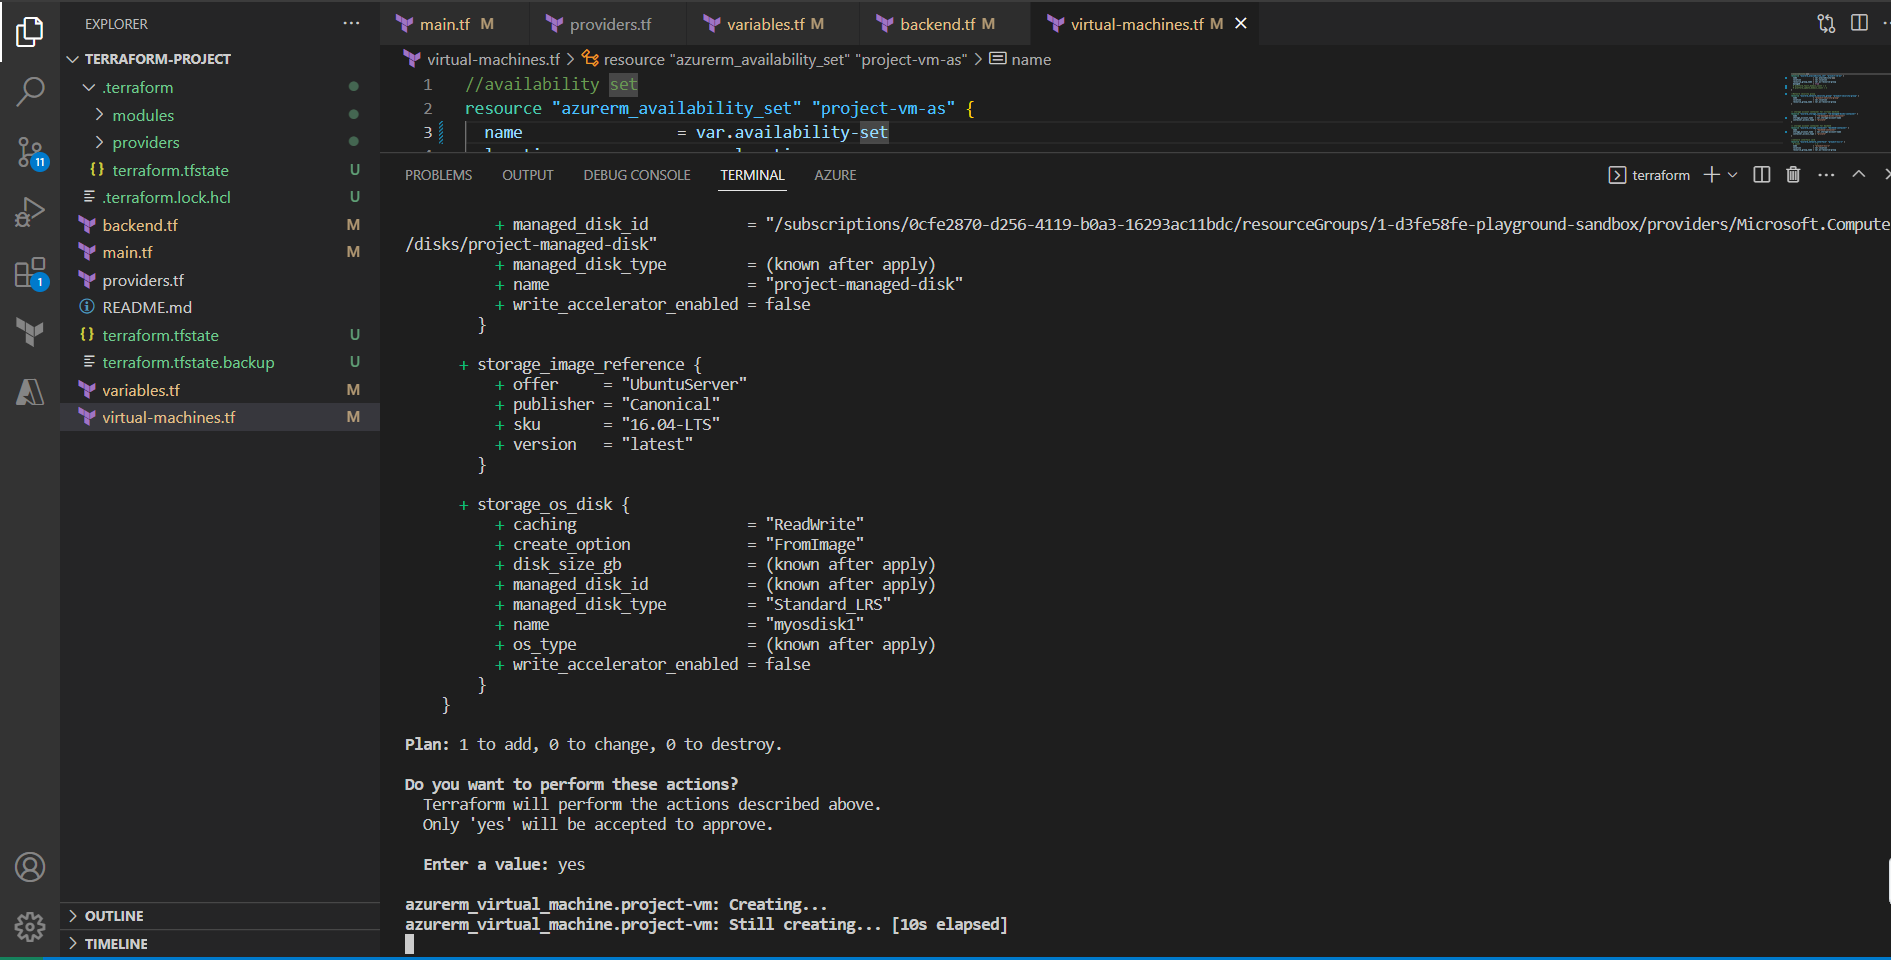 EXPLORER
TERRAFORM-PROJECT
.terraform
modules
providers
terraform.tfstate U
.terraform.lock.hcl U
backend.tf M
main.tf M
providers.tf
README.md
terraform.tfstate U
terraform.tfstate.backup U
variables.tf M
virtual-machines.tf M
OUTLINE
TIMELINE
11
1
main.tf M
providers.tf
variables.tf M
backend.tf M
virtual-machines.tf M
virtual-machines.tf > resource "azurerm_availability_set" "project-vm-as" > name
1 //availability set
2 resource "azurerm_availability_set" "project-vm-as" {
3 name = var.availability-set
PROBLEMS OUTPUT DEBUG CONSOLE TERMINAL AZURE
terraform
+ managed_disk_id = "/subscriptions/0cfe2870-d256-4119-b0a3-16293ac11bdc/resourceGroups/1-d3fe58fe-playground-sandbox/providers/Microsoft.Compute
/disks/project-managed-disk"
+ managed_disk_type = (known after apply)
+ name = "project-managed-disk"
+ write_accelerator_enabled = false
}
+ storage_image_reference {
+ offer = "UbuntuServer"
+ publisher = "Canonical"
+ sku = "16.04-LTS"
+ version = "latest"
}
+ storage_os_disk {
+ caching = "ReadWrite"
+ create_option = "FromImage"
+ disk_size_gb = (known after apply)
+ managed_disk_id = (known after apply)
+ managed_disk_type = "Standard_LRS"
+ name = "myosdisk1"
+ os_type = (known after apply)
+ write_accelerator_enabled = false
}
}
Plan: 1 to add, 0 to change, 0 to destroy.
Do you want to perform these actions?
Terraform will perform the actions described above.
Only 'yes' will be accepted to approve.
Enter a value: yes
azurerm_virtual_machine.project-vm: Creating...
azurerm_virtual_machine.project-vm: Still creating... [10s elapsed]